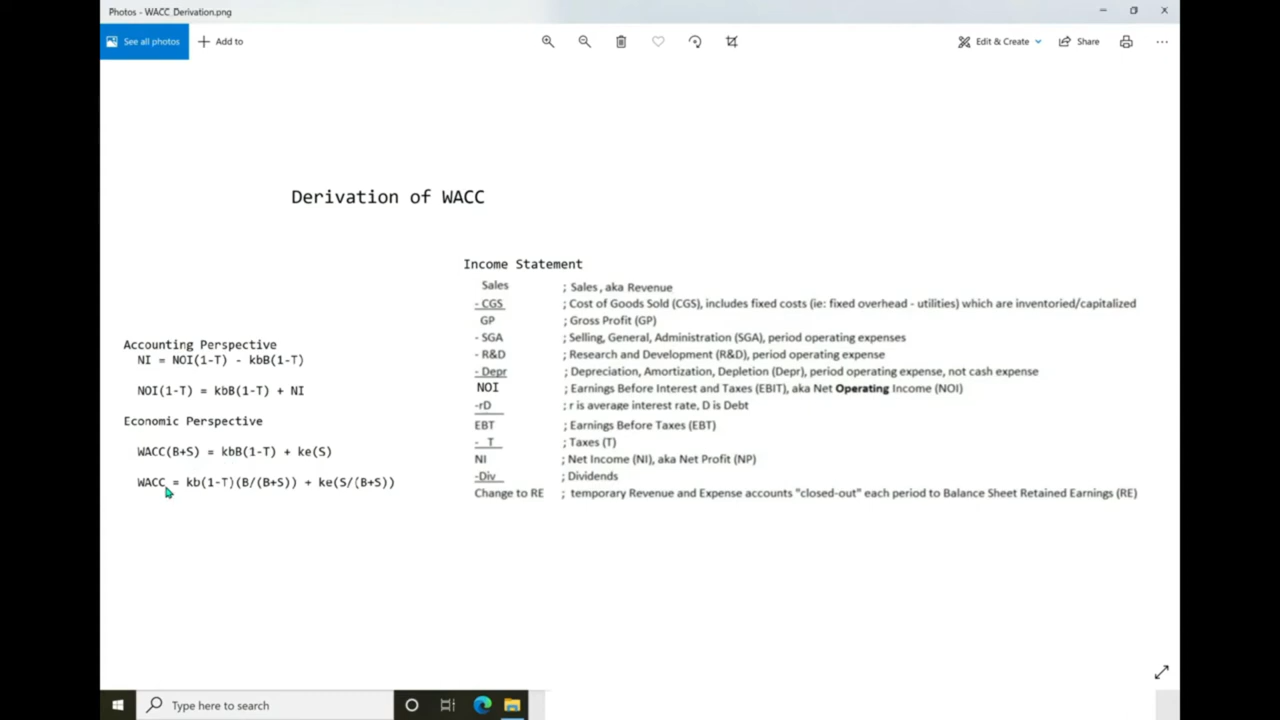 Photos - WACC_Derivation.png
See all photos
Add to
Edit & Create
Share
Derivation of WACC
Income Statement
Sales ; Sales, aka Revenue
- CGS ; Cost of Goods Sold (CGS), includes fixed costs (ie: fixed overhead - utilities) which are inventoried/capitalized
GP ; Gross Profit (GP)
- SGA ; Selling, General, Administration (SGA), period operating expenses
- R&D ; Research and Development (R&D), period operating expense
- Depr ; Depreciation, Amortization, Depletion (Depr), period operating expense, not cash expense
NOI ; Earnings Before Interest and Taxes (EBIT), aka Net Operating Income (NOI)
-rD ; r is average interest rate, D is Debt
EBT ; Earnings Before Taxes (EBT)
- T ; Taxes (T)
NI ; Net Income (NI), aka Net Profit (NP)
-Div ; Dividends
Change to RE ; temporary Revenue and Expense accounts "closed-out" each period to Balance Sheet Retained Earnings (RE)
Accounting Perspective
NI = NOI(1-T) - kbB(1-T)
NOI(1-T) = kbB(1-T) + NI
Economic Perspective
WACC(B+S) = kbB(1-T) + ke(S)
WACC = kb(1-T)(B/(B+S)) + ke(S/(B+S))
Type here to search